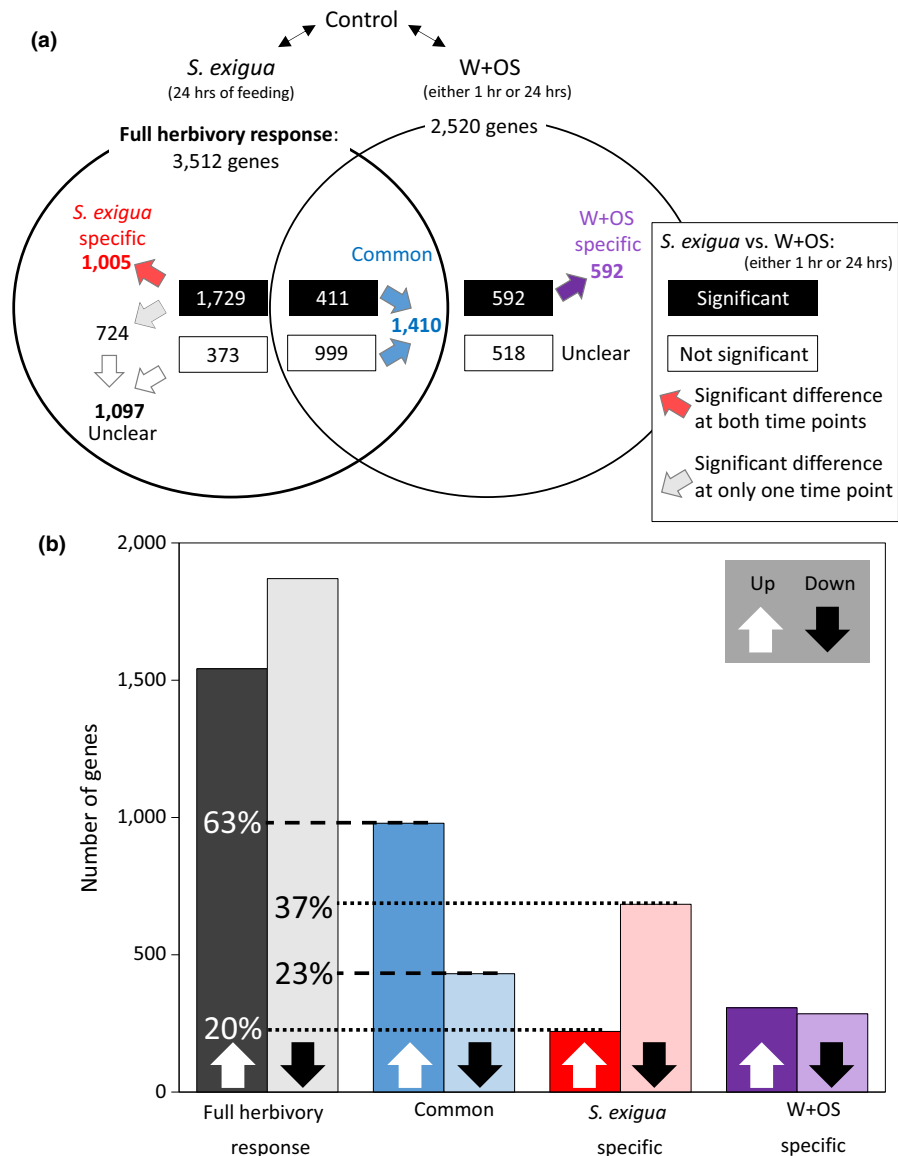 (a)
Control
S. exigua
(24 hrs of feeding)
W+OS
(either 1 hr or 24 hrs)
Full herbivory response:
3,512 genes
2,520 genes
S. exigua
specific
1,005
1,729
411
Common
1,410
592
W+OS
specific
592
724
373
999
518
Unclear
1,097
Unclear
S. exigua vs. W+OS:
(either 1 hr or 24 hrs)
Significant
Not significant
Significant difference
at both time points
Significant difference
at only one time point
(b)
Number of genes
2,000
1,500
1,000
500
0
Up
Down
63%
37%
23%
20%
Full herbivory
response
Common
S. exigua
specific
W+OS
specific